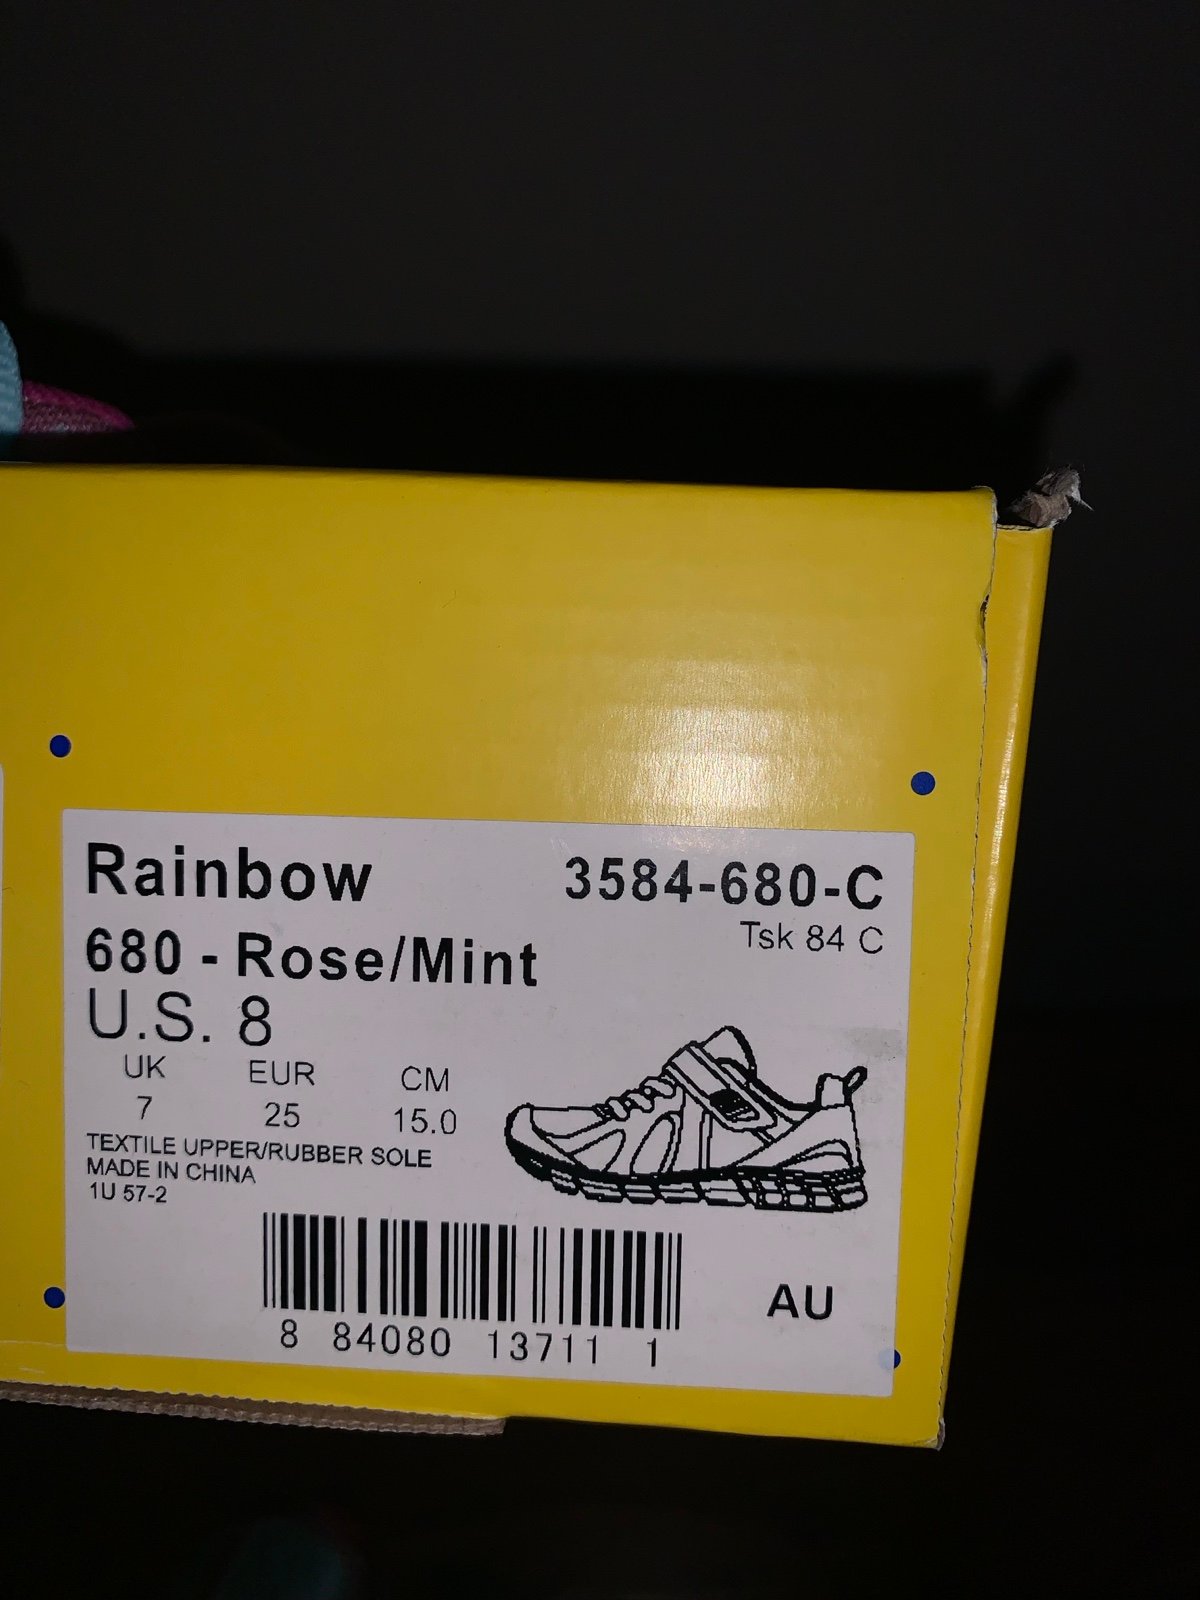 Rainbow 3584-680-C
Tsk 84 C
680 - Rose/Mint
U.S. 8
UK EUR CM
7 25 15.0
TEXTILE UPPER/RUBBER SOLE
MADE IN CHINA
1U 57-2
AU
8 84080 13711 1